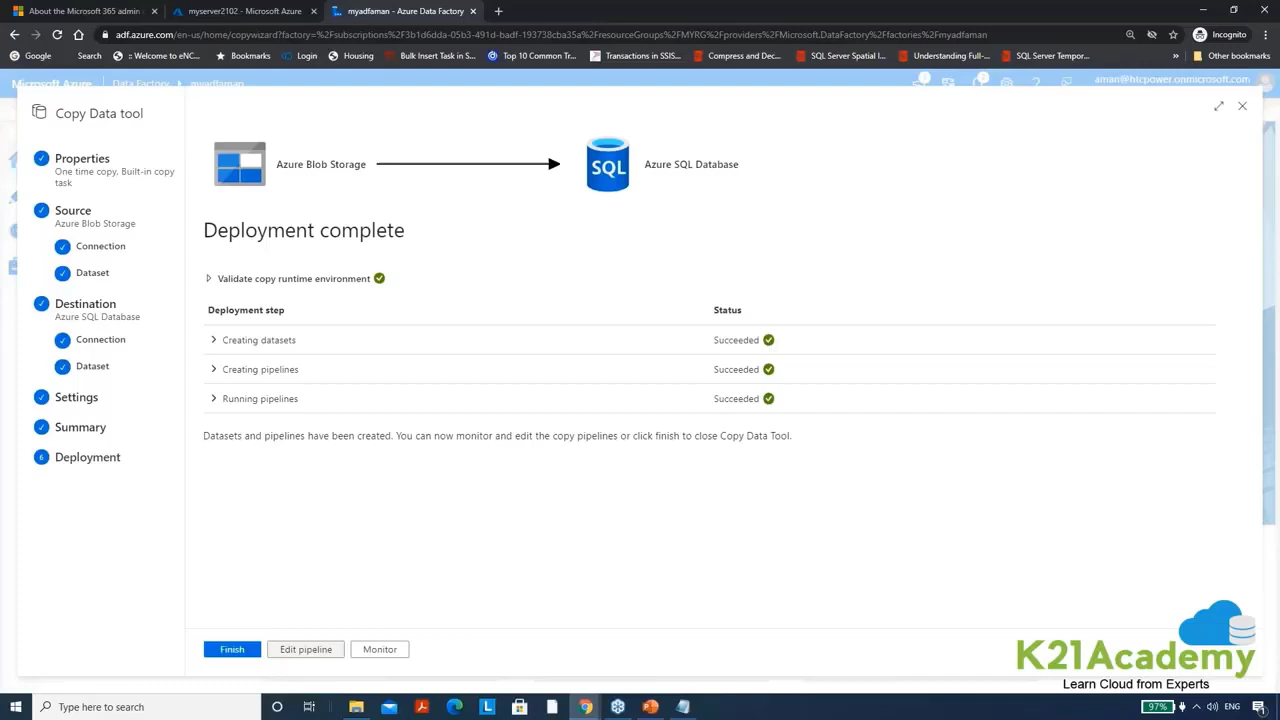 About the Microsoft 365 admin
myserver2102 - Microsoft Azure
myadfaman - Azure Data Factory
adf.azure.com/en-us/home/copywizard?factory=%2Fsubscriptions%2F3b1d6dda-05b3-491d-badf-193738cba35a%2FresourceGroups%2FMYRG%2Fproviders%2FMicrosoft.DataFactory%2Ffactories%2Fmyadfaman
Incognito
Google
Search
Welcome to eNC...
Bookmarks
Login
Housing
Bulk Insert Task in S...
Top 10 Common Tr...
Transactions in SSIS...
Compress and Dec...
SQL Server Spatial I...
Understanding Full-...
SQL Server Tempor...
»
Other bookmarks
Microsoft Azure
Data Factory
myadfaman
Copy Data tool
Properties
One time copy. Built-in copy
task
Source
Azure Blob Storage
Connection
Dataset
Destination
Azure SQL Database
Connection
Dataset
Settings
Summary
6 Deployment
Azure Blob Storage
SQL
Azure SQL Database
Deployment complete
Validate copy runtime environment
Deployment step Status
Creating datasets Succeeded
Creating pipelines Succeeded
Running pipelines Succeeded
Datasets and pipelines have been created. You can now monitor and edit the copy pipelines or click finish to close Copy Data Tool.
Finish
Edit pipeline
Monitor
K21Academy
Learn Cloud from Experts
Type here to search
97%
ENG